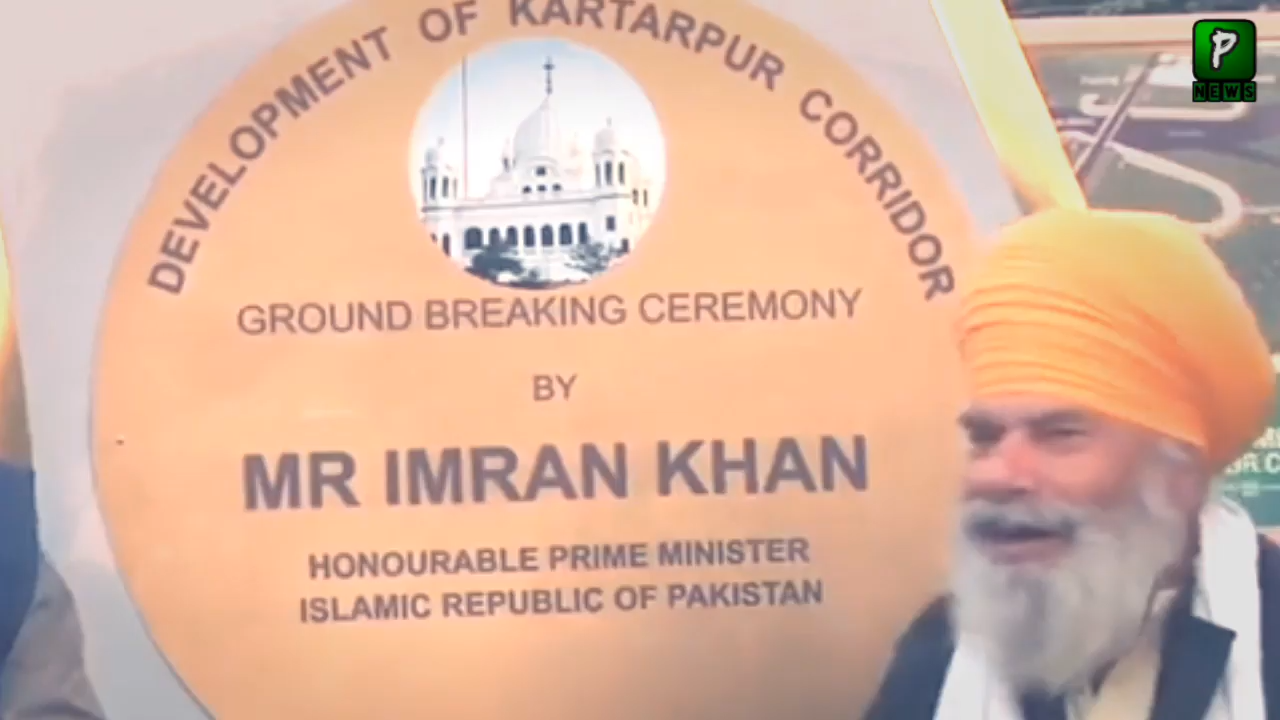 DEVELOPMENT OF KARTARPUR CORRIDOR
GROUND BREAKING CEREMONY
BY
MR IMRAN KHAN
HONOURABLE PRIME MINISTER
ISLAMIC REPUBLIC OF PAKISTAN
P
NEWS